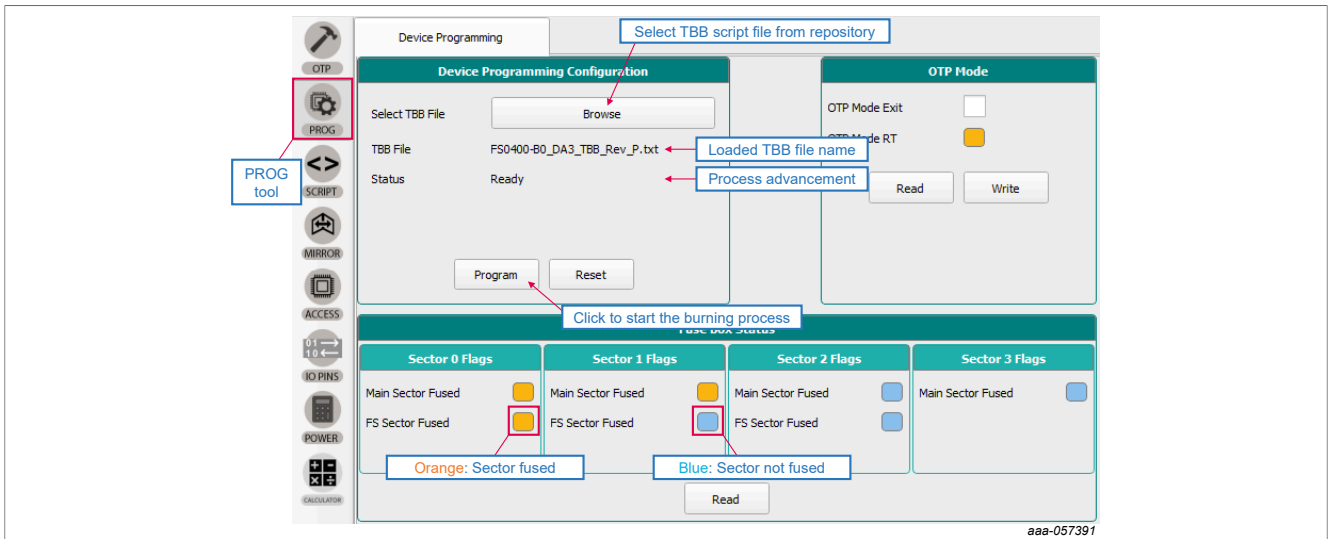 Device Programming
Select TBB script file from repository
OTP
Device Programming Configuration
OTP Mode
Select TBB File
Browse
OTP Mode Exit
PROG
OTP Mode RT
TBB File
FS0400-B0_DA3_TBB_Rev_P.txt
Loaded TBB file name
PROG
tool
Status
Ready
Process advancement
SCRIPT
Read
Write
MIRROR
Program
Reset
ACCESS
Click to start the burning process
Fuse Box Status
01
10
Sector 0 Flags
Sector 1 Flags
Sector 2 Flags
Sector 3 Flags
IO PINS
Main Sector Fused
Main Sector Fused
Main Sector Fused
Main Sector Fused
FS Sector Fused
FS Sector Fused
FS Sector Fused
POWER
Orange: Sector fused
Blue: Sector not fused
CALCULATOR
Read
aaa-057391